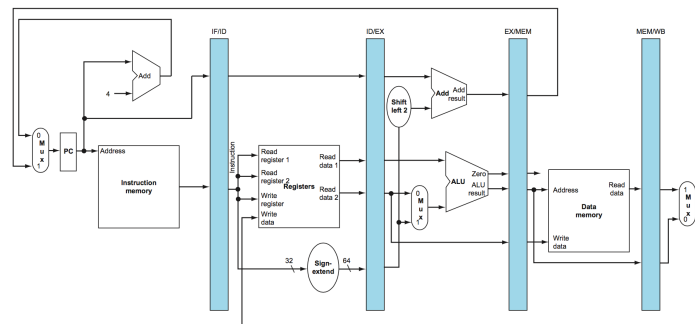 IF/ID
ID/EX
EX/MEM
MEM/WB
Add
4
Add
Add
result
Shift
left 2
0
M
u
x
1
PC
Address
Instruction
memory
Instruction
Read
register 1
Read
register 2
Write
register
Write
data
Registers
Read
data 1
Read
data 2
0
M
u
x
1
ALU
Zero
ALU
result
Address
Read
data
Data
memory
Write
data
1
M
u
x
0
32
Sign-
extend
64